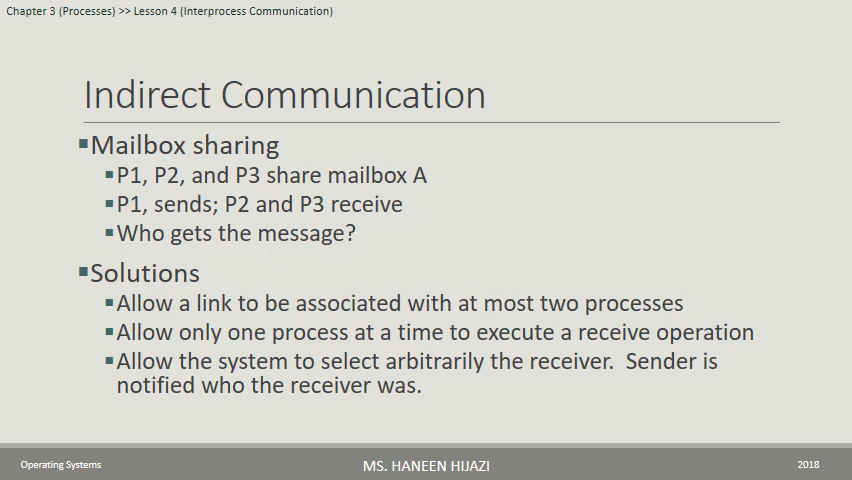 Chapter 3 (Processes) >> Lesson 4 (Interprocess Communication)
Indirect Communication
▪Mailbox sharing
▪P1, P2, and P3 share mailbox A
▪P1, sends; P2 and P3 receive
▪Who gets the message?
▪Solutions
▪Allow a link to be associated with at most two processes
▪Allow only one process at a time to execute a receive operation
▪Allow the system to select arbitrarily the receiver.  Sender is
notified who the receiver was.
Operating Systems
MS. HANEEN HIJAZI
2018